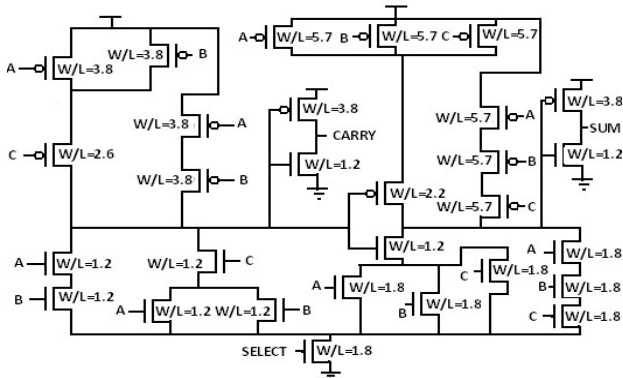 A W/L=3.8 W/L=3.8 B
A W/L=5.7 B W/L=5.7 C W/L=5.7
W/L=3.8 A
W/L=3.8 CARRY
W/L=5.7 A
W/L=3.8 SUM
C W/L=2.6
W/L=1.2
W/L=5.7 B
W/L=1.2
W/L=3.8 B
W/L=2.2
W/L=5.7 C
A W/L=1.2
W/L=1.2 C
W/L=1.2
A W/L=1.8
B W/L=1.2
A W/L=1.2 W/L=1.2 B
A W/L=1.8
B W/L=1.8
C W/L=1.8
B W/L=1.8
C W/L=1.8
SELECT W/L=1.8